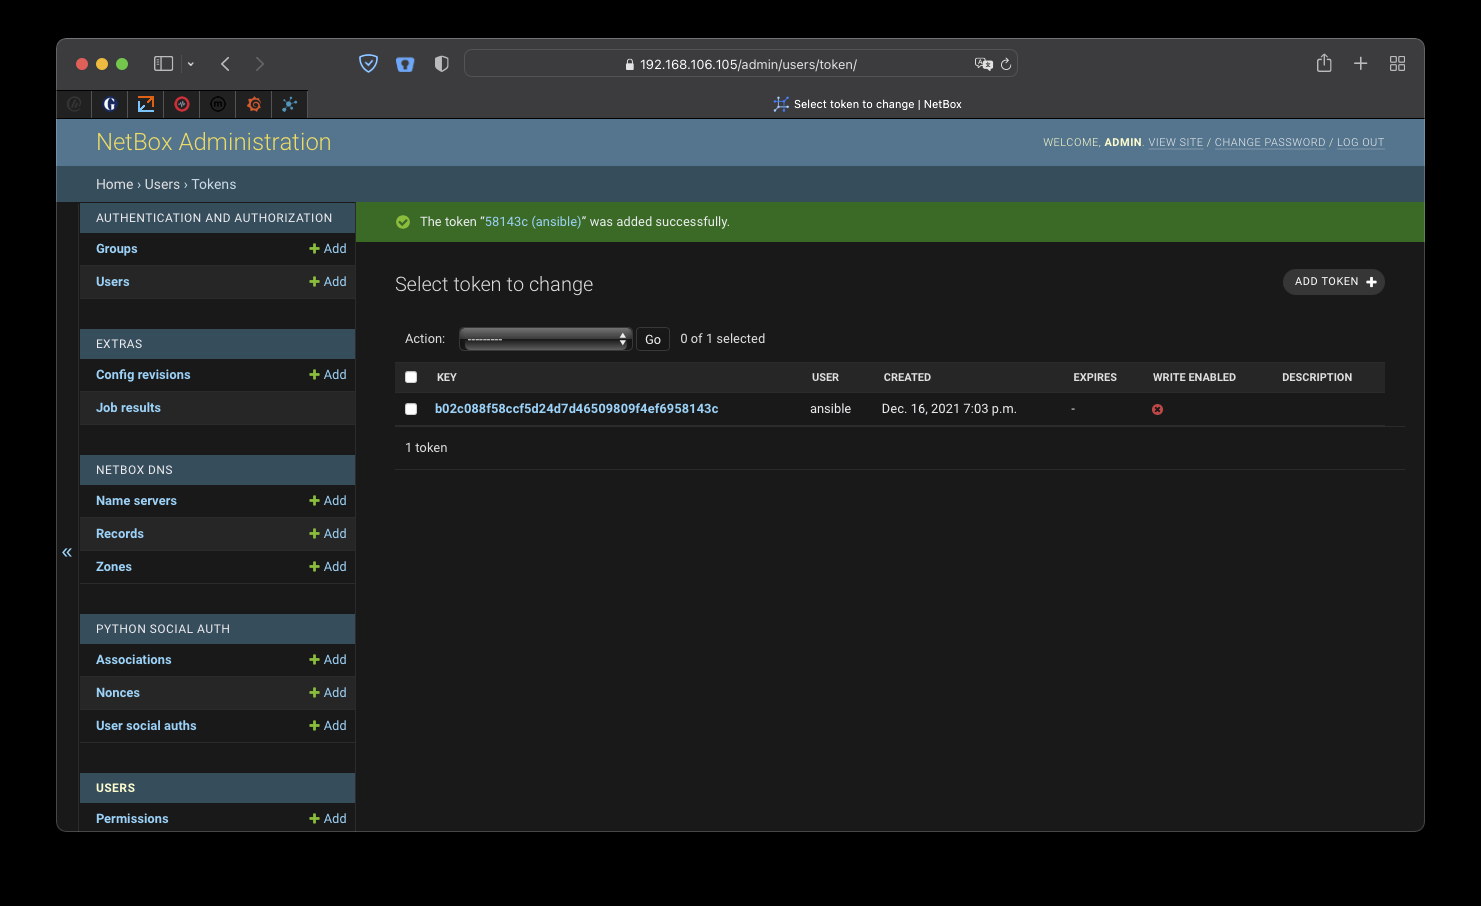 192.168.106.105/admin/users/token/
Select token to change | NetBox
NetBox Administration
WELCOME, ADMIN. VIEW SITE / CHANGE PASSWORD / LOG OUT
Home › Users › Tokens
AUTHENTICATION AND AUTHORIZATION
Groups + Add
Users + Add
EXTRAS
Config revisions + Add
Job results
NETBOX DNS
Name servers + Add
Records + Add
Zones + Add
«
PYTHON SOCIAL AUTH
Associations + Add
Nonces + Add
User social auths + Add
USERS
Permissions + Add
The token “58143c (ansible)” was added successfully.
Select token to change
ADD TOKEN +
Action: --------- Go 0 of 1 selected
KEY USER CREATED EXPIRES WRITE ENABLED DESCRIPTION
b02c088f58ccf5d24d7d46509809f4ef6958143c ansible Dec. 16, 2021 7:03 p.m. -
1 token